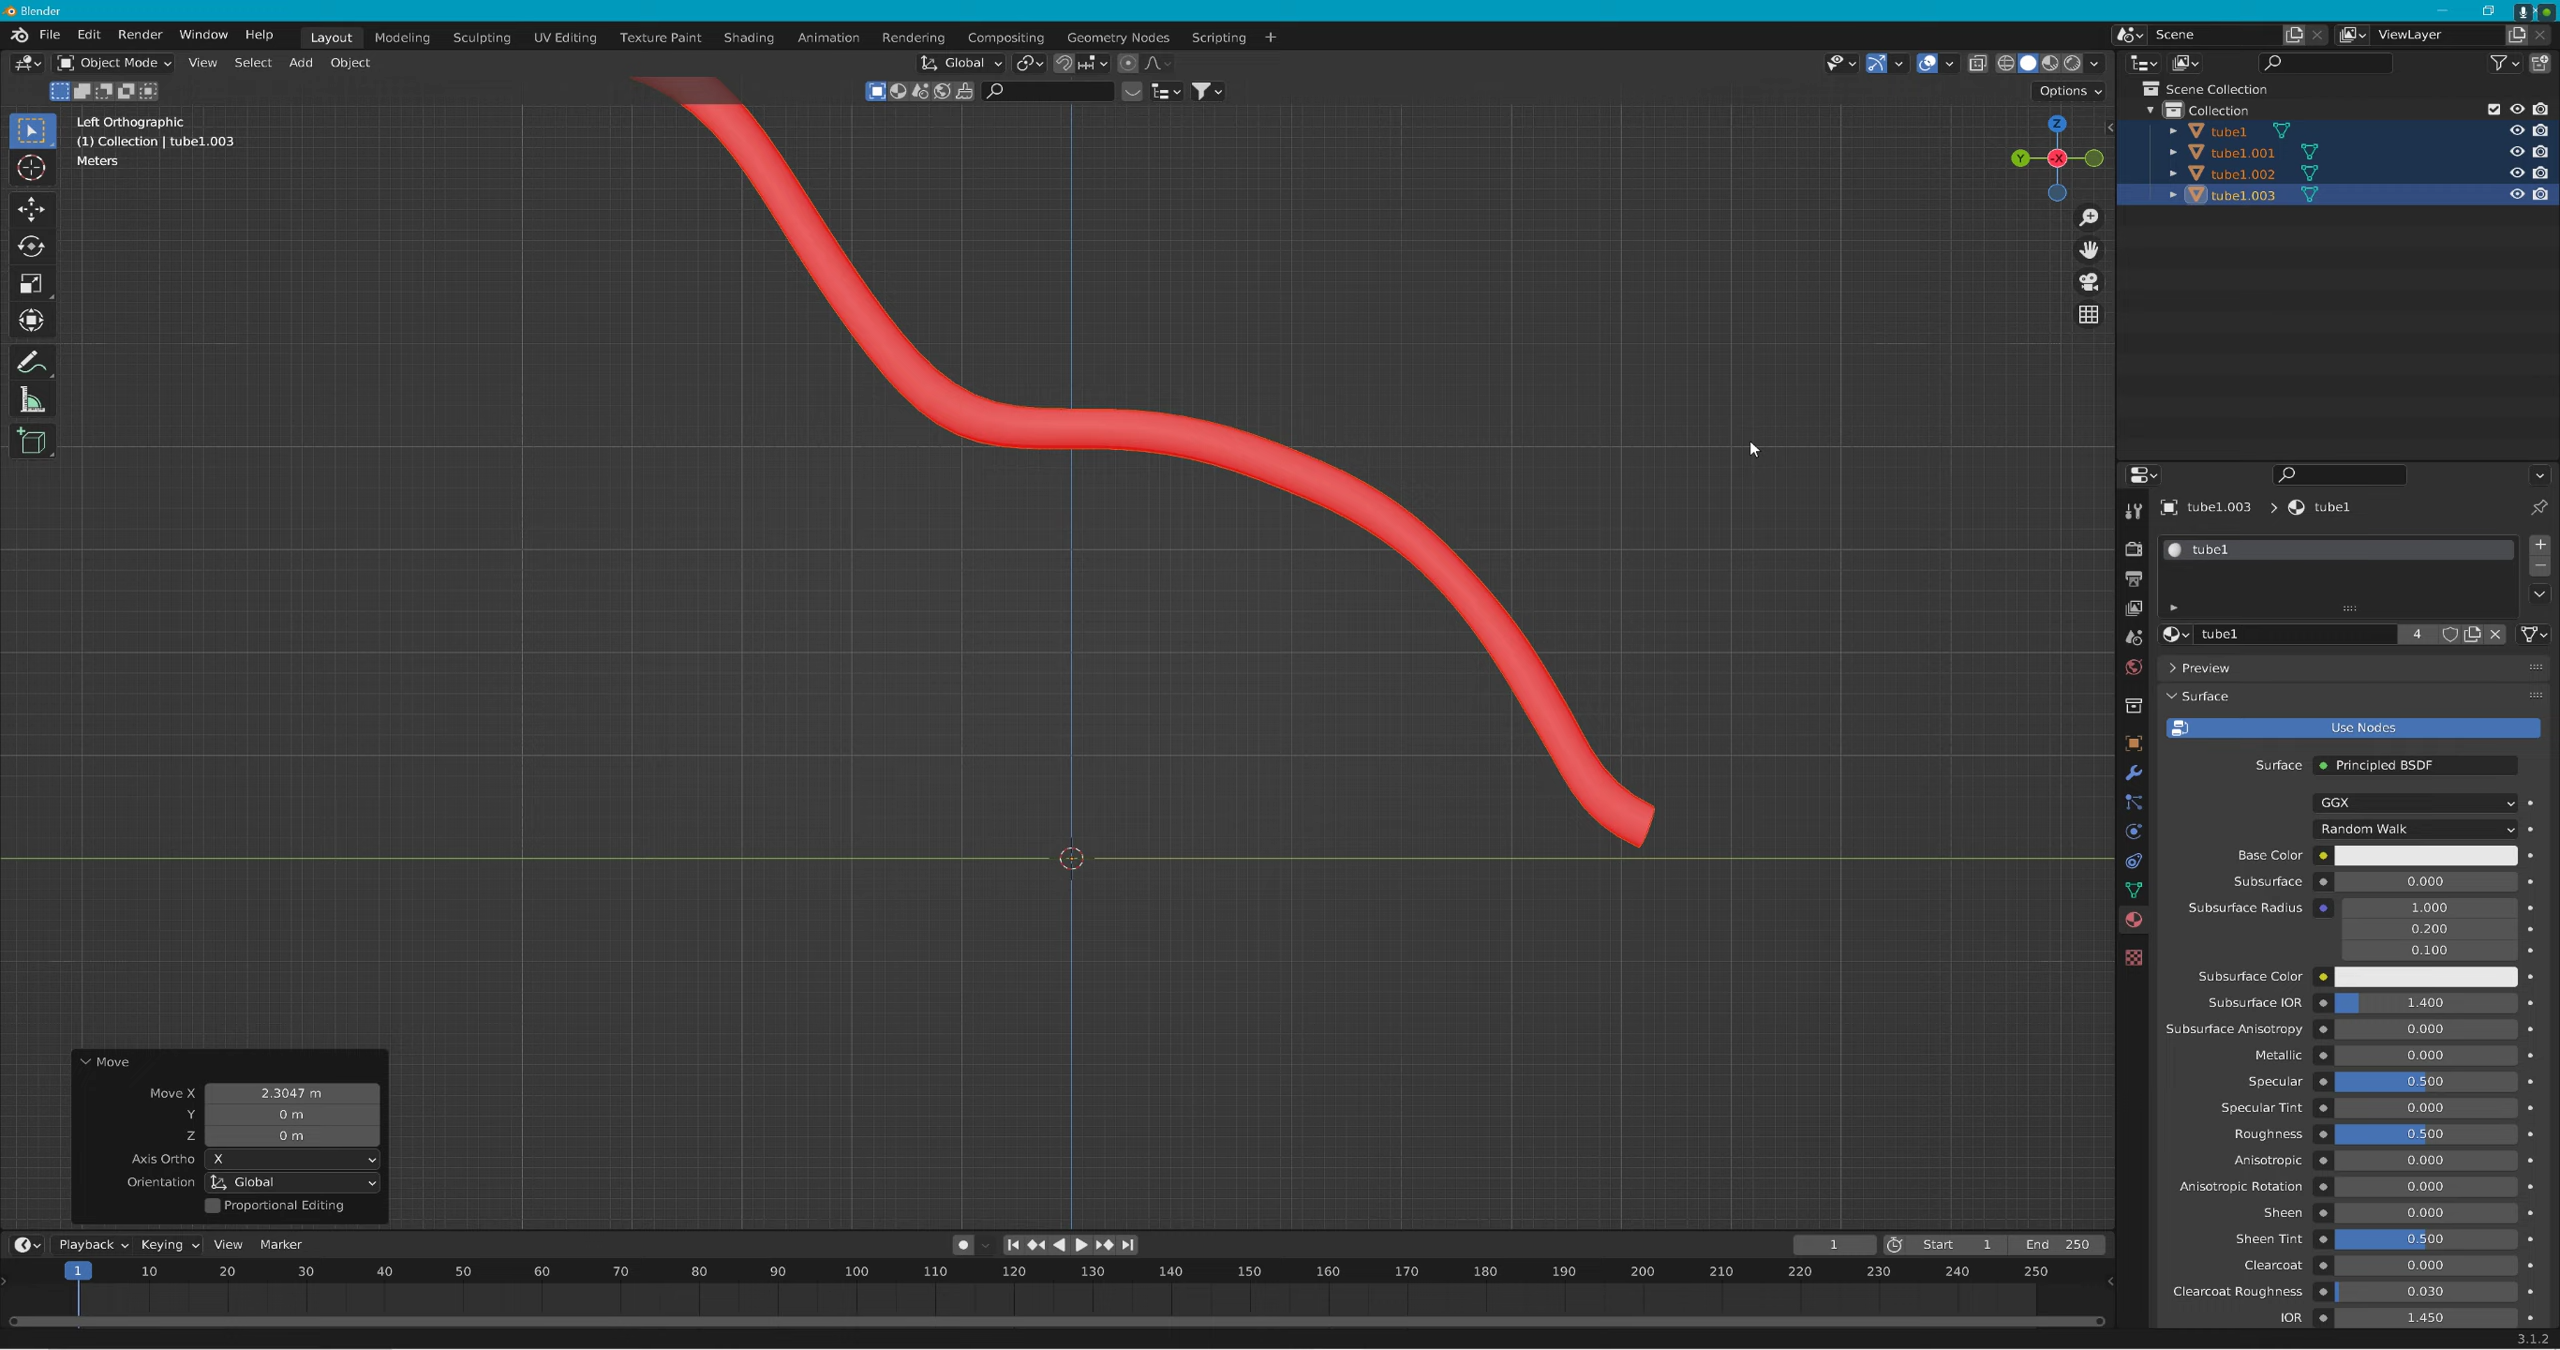 Blender
File Edit Render Window Help Layout Modeling Sculpting UV Editing Texture Paint Shading Animation Rendering Compositing Geometry Nodes Scripting + Scene ViewLayer
Object Mode View Select Add Object Global
Options
Left Orthographic
(1) Collection | tube1.003
Meters
Z
Y
-X
Scene Collection
Collection
tube1
tube1.001
tube1.002
tube1.003
tube1.003 > tube1
tube1
tube1 4
Preview
Surface
Use Nodes
Surface Principled BSDF
GGX
Random Walk
Base Color
Subsurface 0.000
Subsurface Radius 1.000
0.200
0.100
Subsurface Color
Subsurface IOR 1.400
Subsurface Anisotropy 0.000
Metallic 0.000
Specular 0.500
Specular Tint 0.000
Roughness 0.500
Anisotropic 0.000
Anisotropic Rotation 0.000
Sheen 0.000
Sheen Tint 0.500
Clearcoat 0.000
Clearcoat Roughness 0.030
IOR 1.450
Move
Move X 2.3047 m
Y 0 m
Z 0 m
Axis Ortho X
Orientation Global
Proportional Editing
Playback Keying View Marker 1 Start 1 End 250
1 10 20 30 40 50 60 70 80 90 100 110 120 130 140 150 160 170 180 190 200 210 220 230 240 250
3.1.2